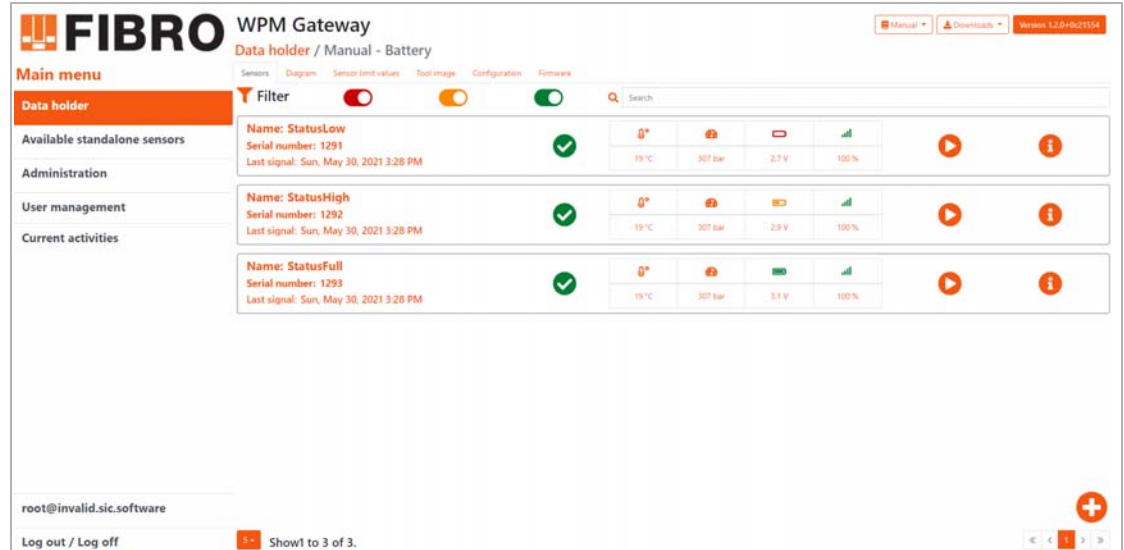 FIBRO
WPM Gateway
Manual
Downloads
Version 1.2.0+0c21554
Data holder / Manual - Battery
Main menu
Sensors
Diagram
Sensor limit values
Tool image
Configuration
Firmware
Data holder
Available standalone sensors
Administration
User management
Current activities
Filter
Search
Name: StatusLow
Serial number: 1291
Last signal: Sun, May 30, 2021 3:28 PM
19 °C
307 bar
2.7 V
100 %
Name: StatusHigh
Serial number: 1292
Last signal: Sun, May 30, 2021 3:28 PM
19 °C
307 bar
2.9 V
100 %
Name: StatusFull
Serial number: 1293
Last signal: Sun, May 30, 2021 3:28 PM
19 °C
307 bar
3.1 V
100 %
root@invalid.sic.software
Log out / Log off
5
Show1 to 3 of 3.
« ‹ 1 › »